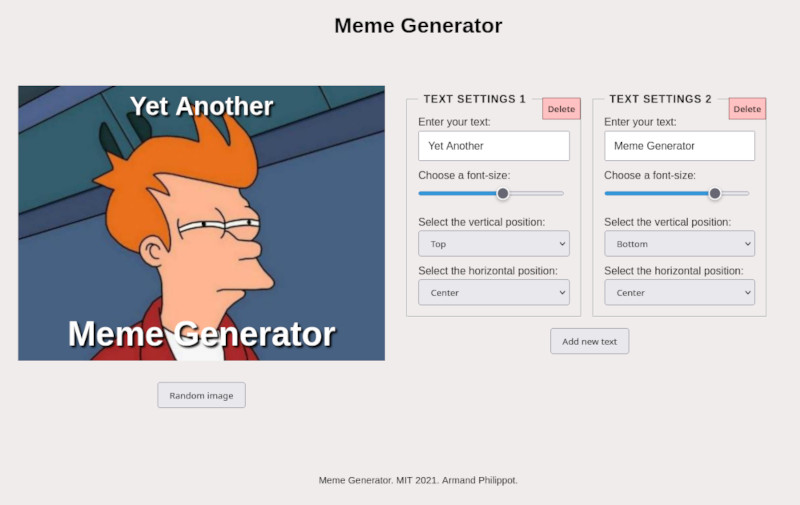 Meme Generator
Yet Another
Meme Generator
Random image
TEXT SETTINGS 1
Delete
Enter your text:
Yet Another
Choose a font-size:
Select the vertical position:
Top
Select the horizontal position:
Center
TEXT SETTINGS 2
Delete
Enter your text:
Meme Generator
Choose a font-size:
Select the vertical position:
Bottom
Select the horizontal position:
Center
Add new text
Meme Generator. MIT 2021. Armand Philippot.